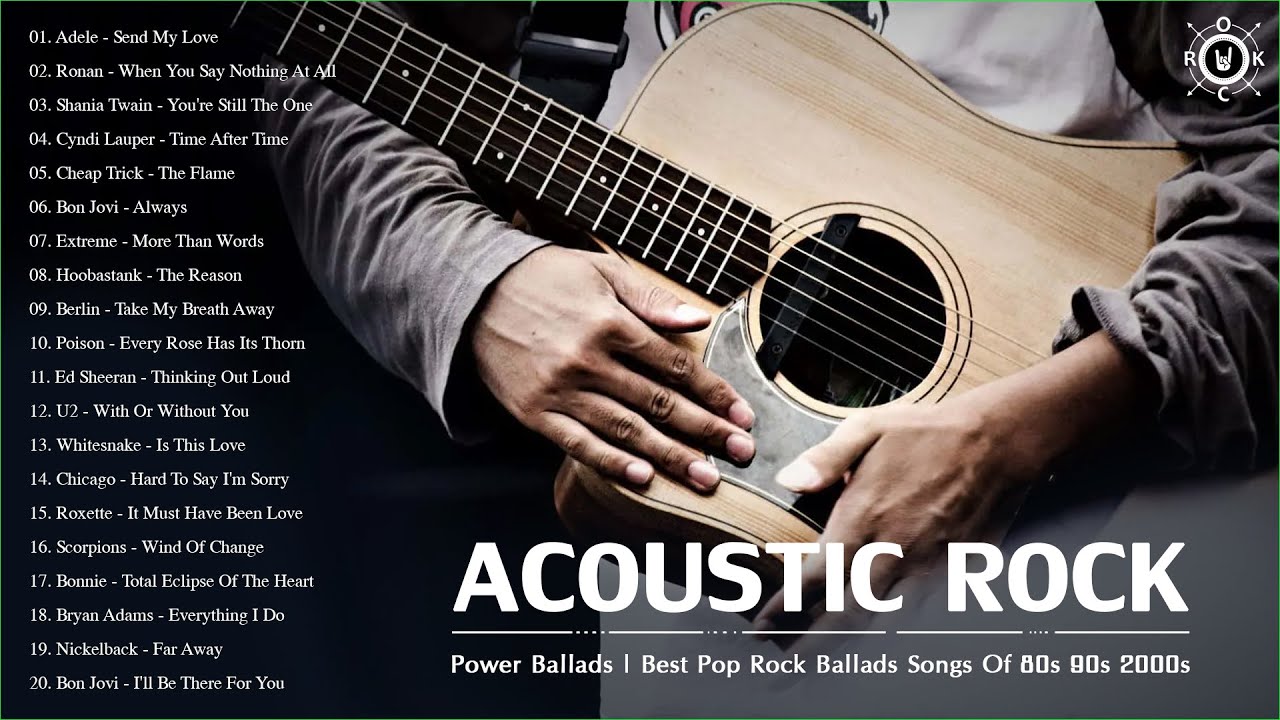 01. Adele - Send My Love
02. Ronan - When You Say Nothing At All
03. Shania Twain - You're Still The One
04. Cyndi Lauper - Time After Time
05. Cheap Trick - The Flame
06. Bon Jovi - Always
07. Extreme - More Than Words
08. Hoobastank - The Reason
09. Berlin - Take My Breath Away
10. Poison - Every Rose Has Its Thorn
11. Ed Sheeran - Thinking Out Loud
12. U2 - With Or Without You
13. Whitesnake - Is This Love
14. Chicago - Hard To Say I'm Sorry
15. Roxette - It Must Have Been Love
16. Scorpions - Wind Of Change
17. Bonnie - Total Eclipse Of The Heart
18. Bryan Adams - Everything I Do
19. Nickelback - Far Away
20. Bon Jovi - I'll Be There For You
ROCK
ACOUSTIC ROCK
Power Ballads | Best Pop Rock Ballads Songs Of 80s 90s 2000s